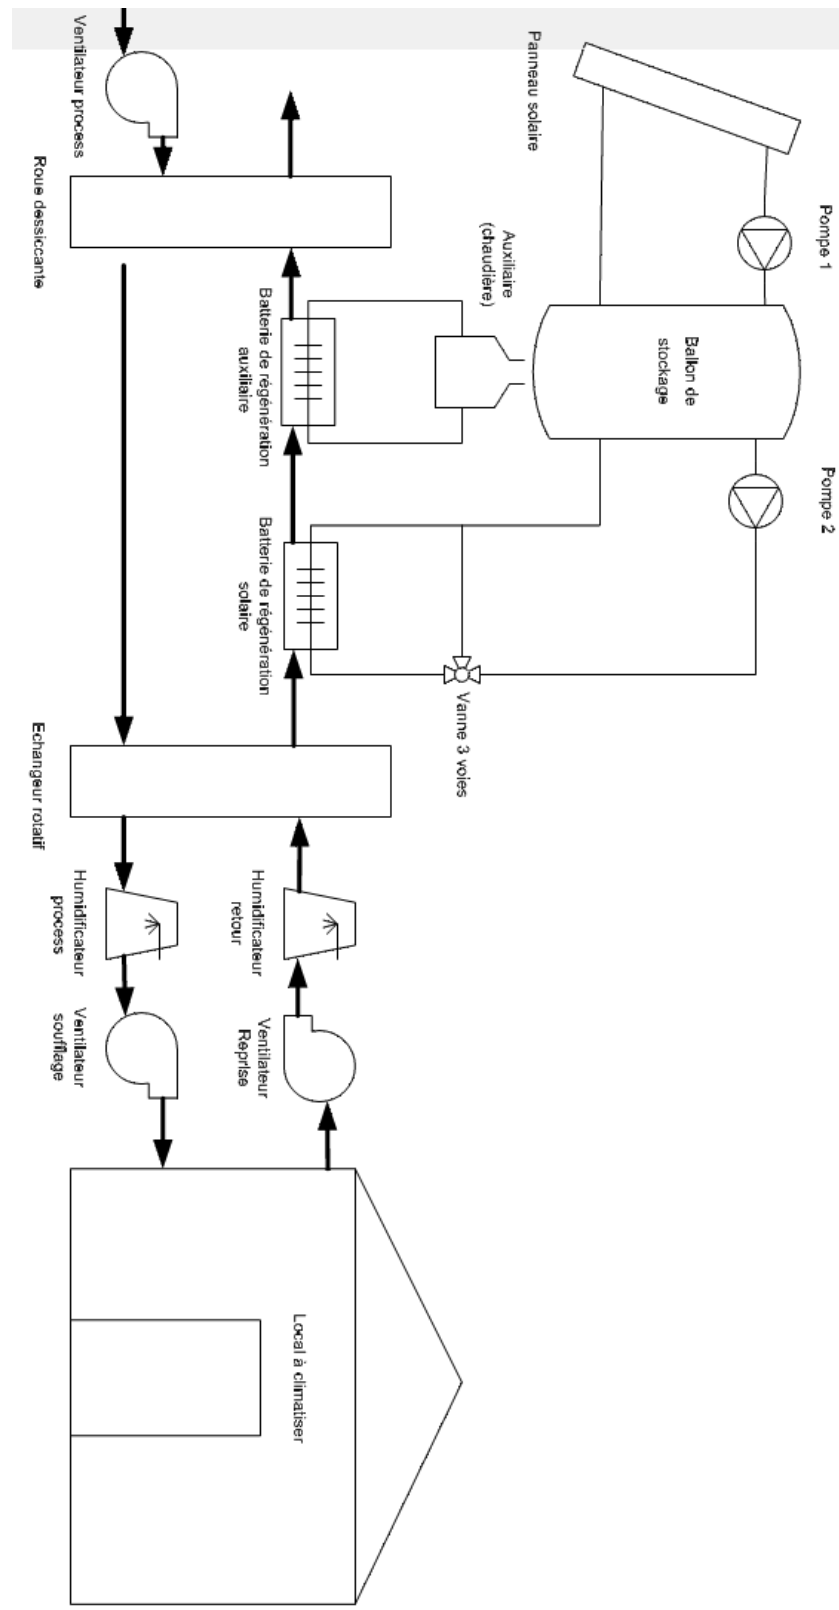 Panneau solaire
Pompe 1
Auxiliaire
(chaudière)
Ballon de
stockage
Pompe 2
Vanne 3 voies
Ventilateur process
Roue dessiccante
Batterie de régénération
auxiliaire
Batterie de régénération
solaire
Echangeur rotatif
Humidificateur
retour
Ventilateur
Reprise
Humidificateur
process
Ventilateur
soufflage
Local à climatiser